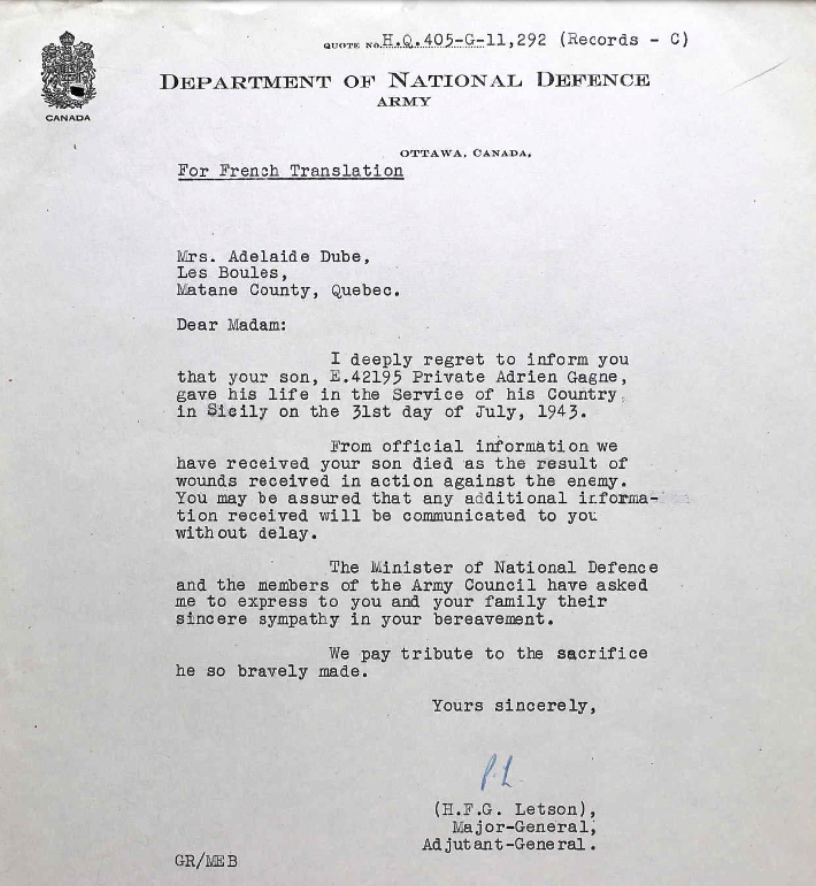 QUOTE NO. H.Q. 405-G-11,292 (Records - C)
CANADA
DEPARTMENT OF NATIONAL DEFENCE
ARMY
OTTAWA, CANADA,
For French Translation
Mrs. Adelaide Dube,
Les Boules,
Matane County, Quebec.
Dear Madam:
I deeply regret to inform you
that your son, E.42195 Private Adrien Gagne,
gave his life in the Service of his Country
in Sicily on the 31st day of July, 1943.
From official information we
have received your son died as the result of
wounds received in action against the enemy.
You may be assured that any additional informa-
tion received will be communicated to you
without delay.
The Minister of National Defence
and the members of the Army Council have asked
me to express to you and your family their
sincere sympathy in your bereavement.
We pay tribute to the sacrifice
he so bravely made.
Yours sincerely,
(H.F.G. Letson),
Major-General,
Adjutant-General.
GR/MEB